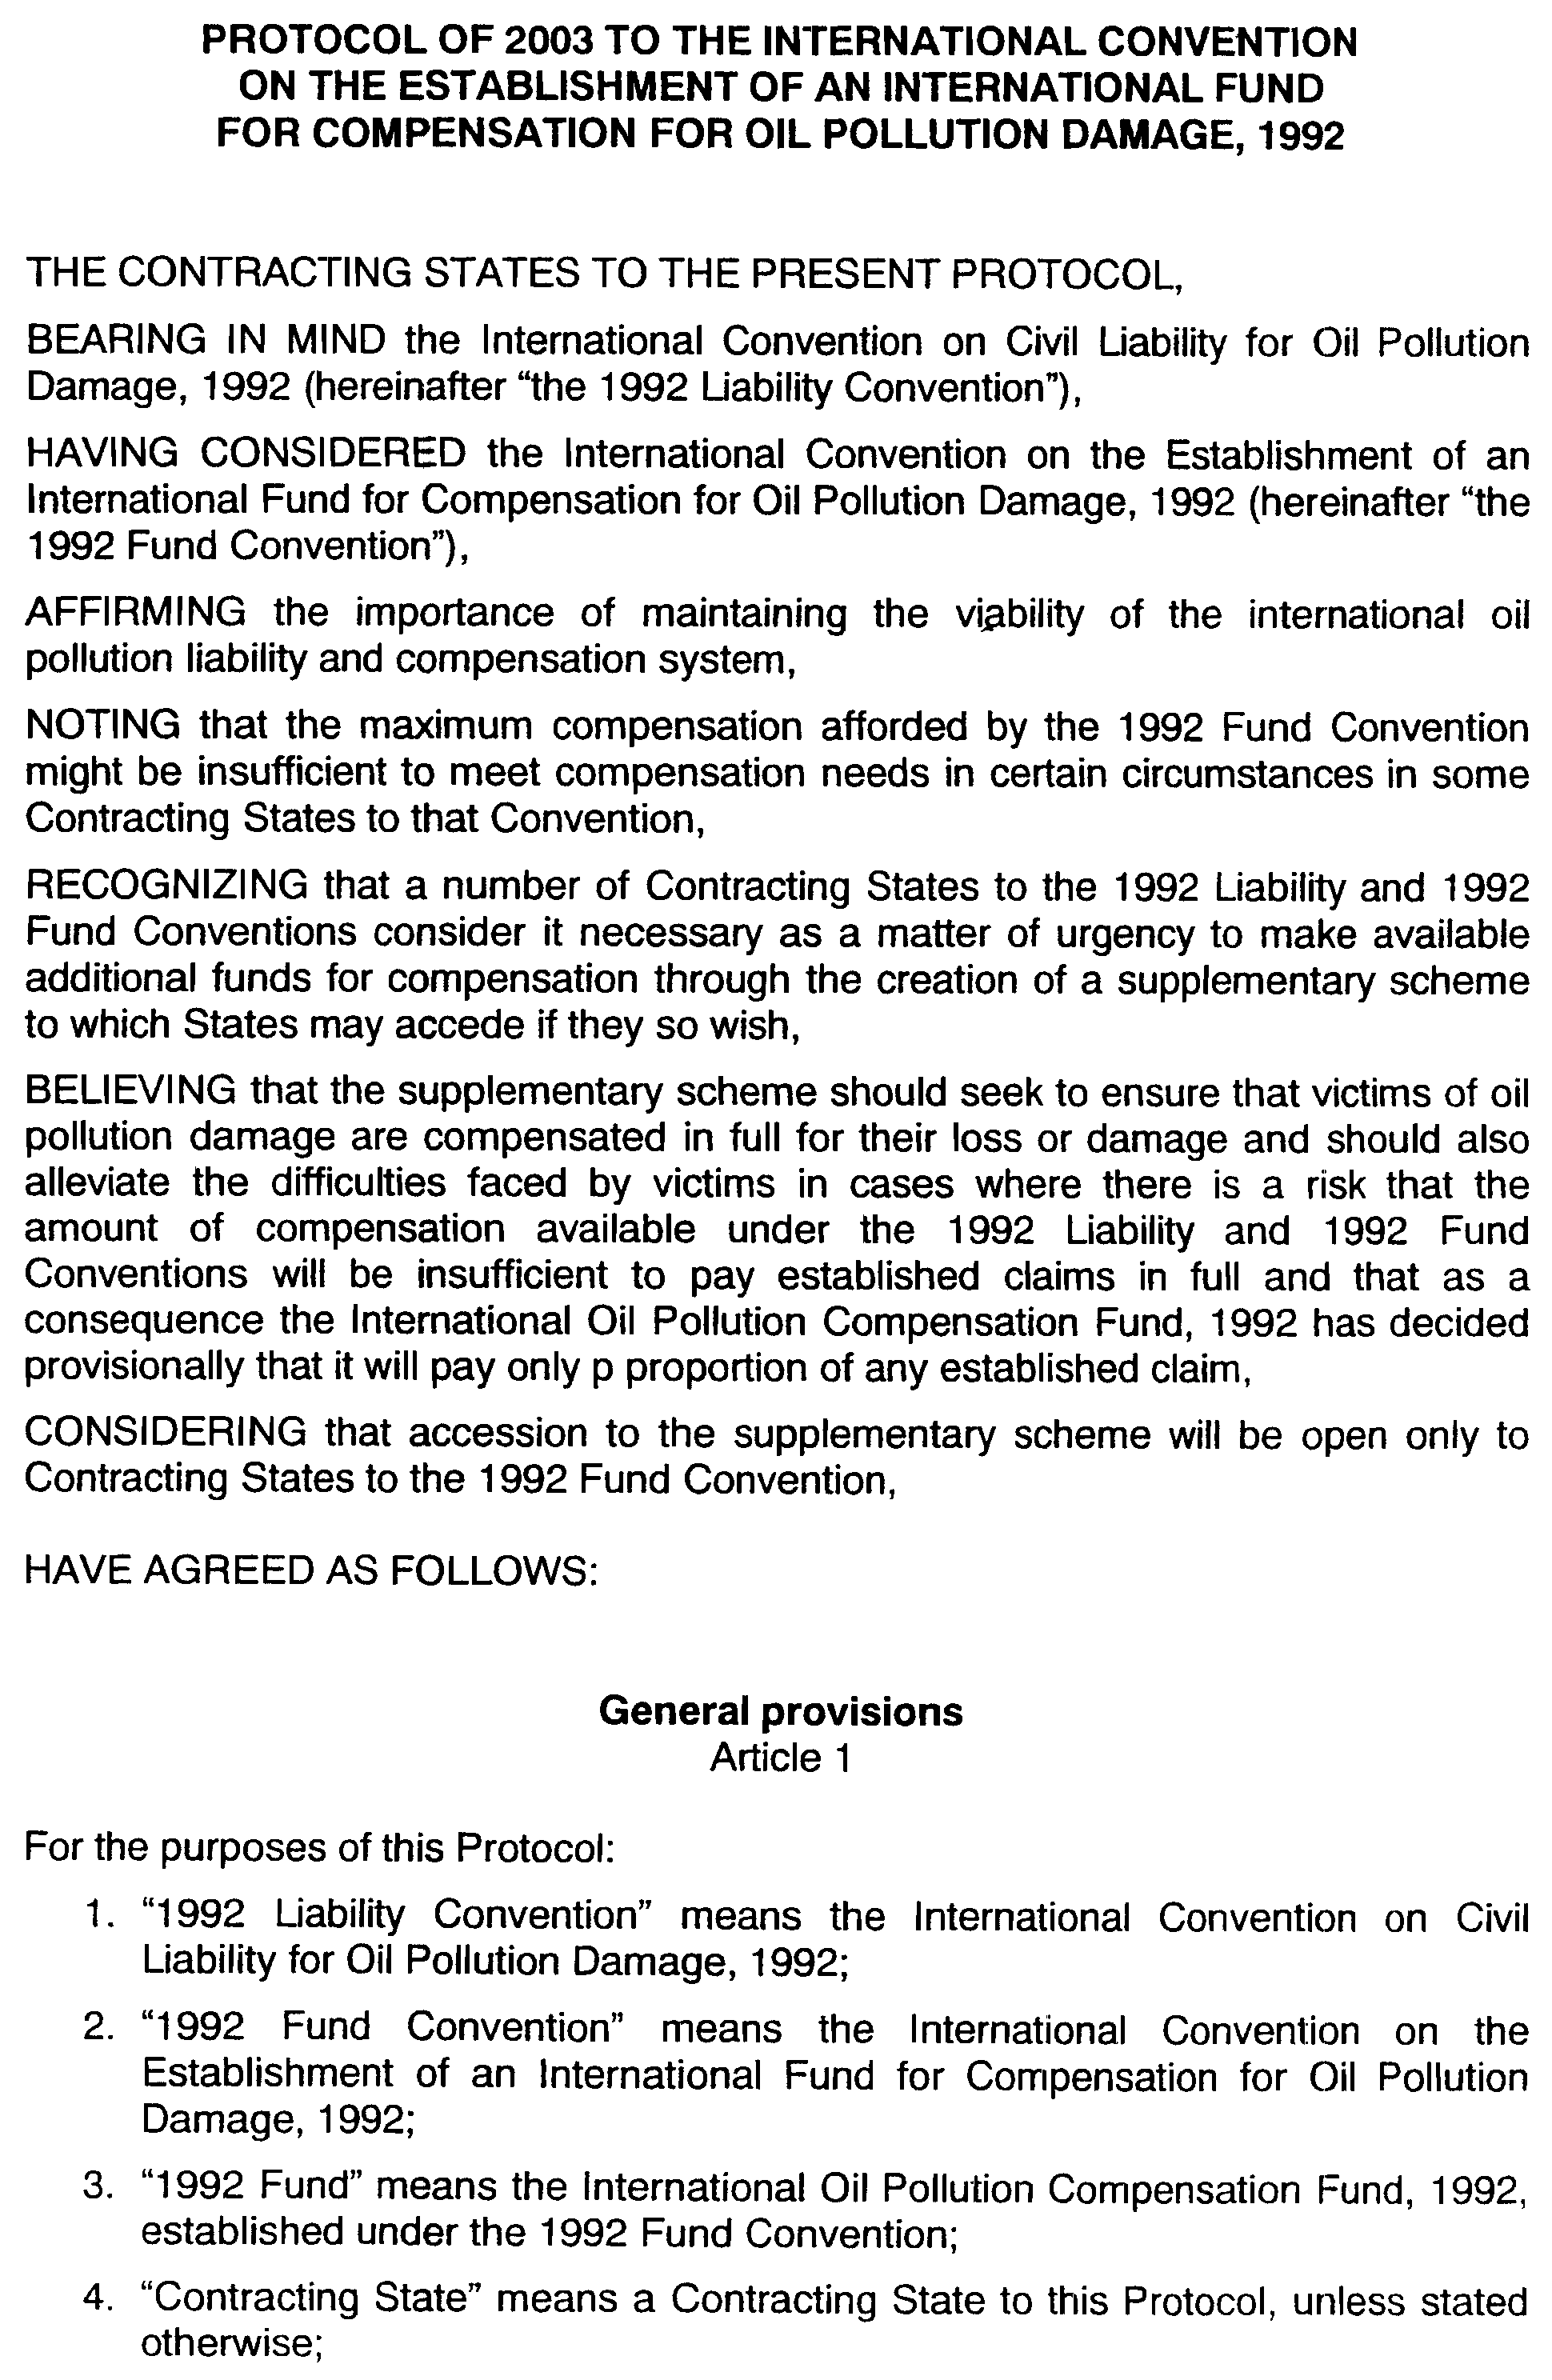 PROTOCOL OF 2003 TO THE INTERNATIONAL CONVENTION
ON THE ESTABLISHMENT OF AN INTERNATIONAL FUND
FOR COMPENSATION FOR OIL POLLUTION DAMAGE, 1992
THE CONTRACTING STATES TO THE PRESENT PROTOCOL,
BEARING IN MIND the International Convention on Civil Liability for Oil Pollution
Damage, 1992 (hereinafter “the 1992 Liability Convention”),
HAVING CONSIDERED the International Convention on the Establishment of an
International Fund for Compensation for Oil Pollution Damage, 1992 (hereinafter “the
1992 Fund Convention”),
AFFIRMING the importance of maintaining the viability of the international oil
pollution liability and compensation system,
NOTING that the maximum compensation afforded by the 1992 Fund Convention
might be insufficient to meet compensation needs in certain circumstances in some
Contracting States to that Convention,
RECOGNIZING that a number of Contracting States to the 1992 Liability and 1992
Fund Conventions consider it necessary as a matter of urgency to make available
additional funds for compensation through the creation of a supplementary scheme
to which States may accede if they so wish,
BELIEVING that the supplementary scheme should seek to ensure that victims of oil
pollution damage are compensated in full for their loss or damage and should also
alleviate the difficulties faced by victims in cases where there is a risk that the
amount of compensation available under the 1992 Liability and 1992 Fund
Conventions will be insufficient to pay established claims in full and that as a
consequence the International Oil Pollution Compensation Fund, 1992 has decided
provisionally that it will pay only p proportion of any established claim,
CONSIDERING that accession to the supplementary scheme will be open only to
Contracting States to the 1992 Fund Convention,
HAVE AGREED AS FOLLOWS:
General provisions
Article 1
For the purposes of this Protocol:
1. “1992 Liability Convention” means the International Convention on Civil
Liability for Oil Pollution Damage, 1992;
2. “1992 Fund Convention” means the International Convention on the
Establishment of an International Fund for Compensation for Oil Pollution
Damage, 1992;
3. “1992 Fund” means the International Oil Pollution Compensation Fund, 1992,
established under the 1992 Fund Convention;
4. “Contracting State” means a Contracting State to this Protocol, unless stated
otherwise;